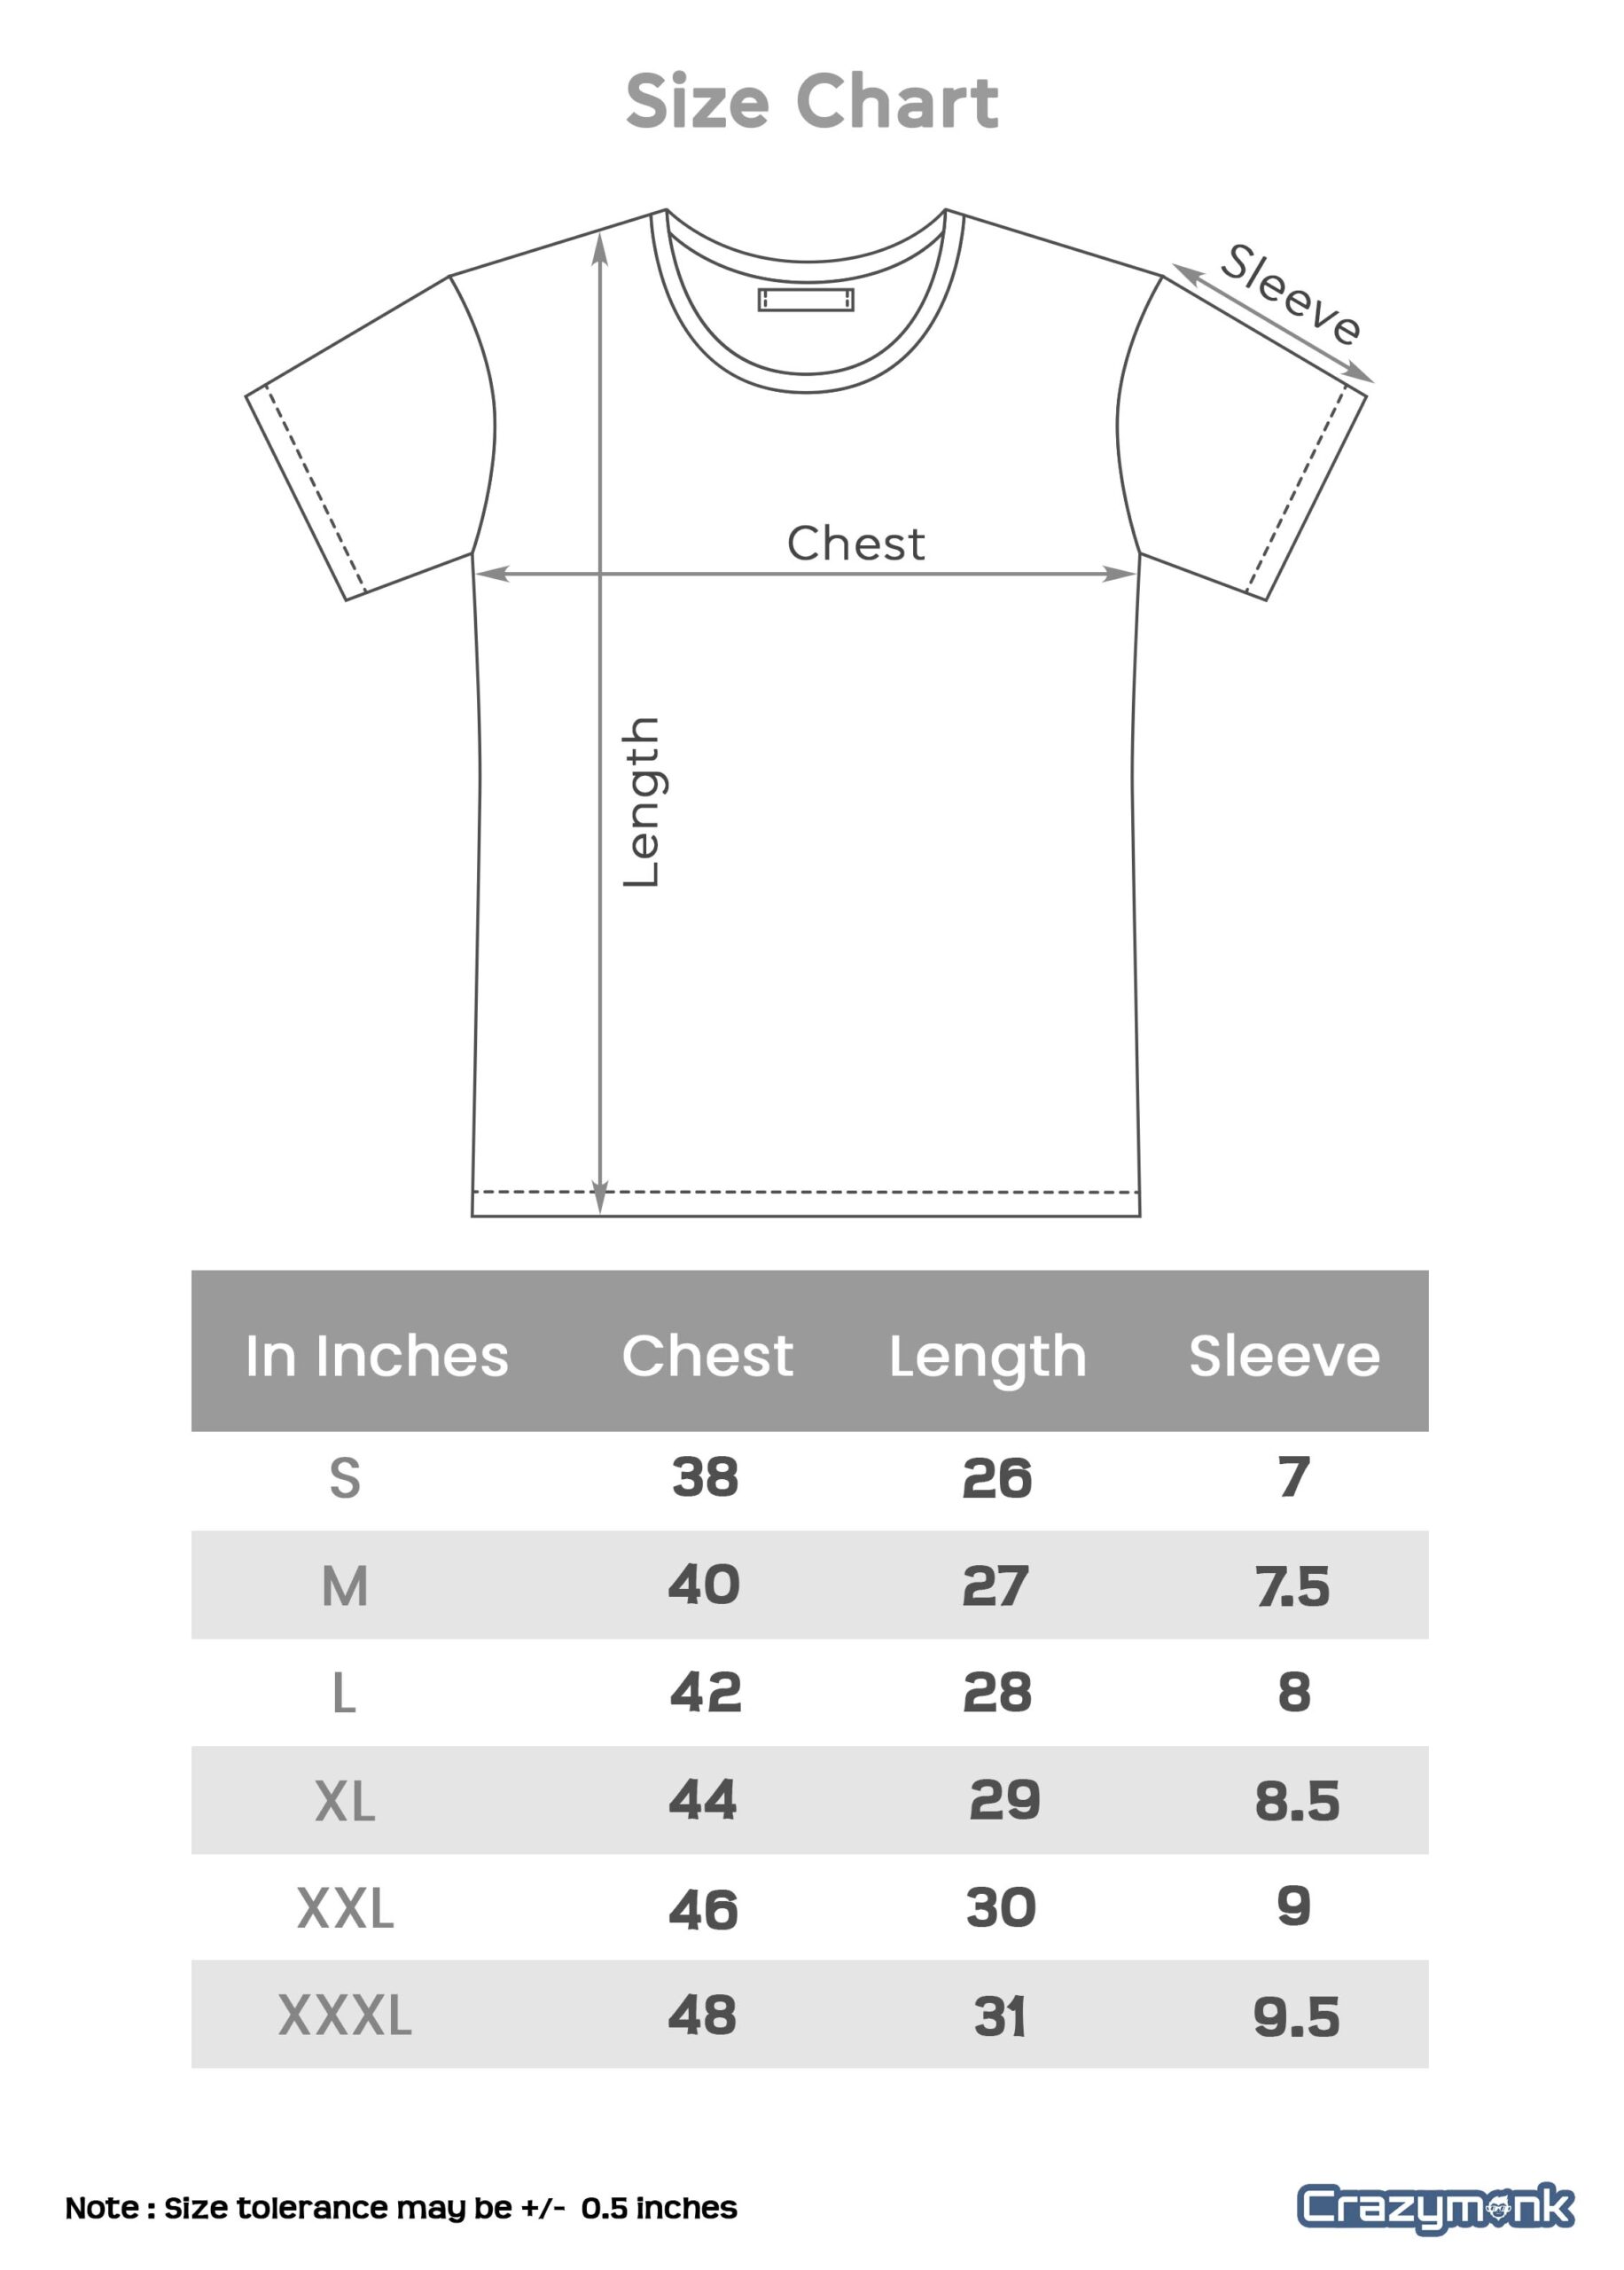 Size Chart
Sleeve
Chest
Length
In Inches Chest Length Sleeve
S 38 26 7
M 40 27 7.5
L 42 28 8
XL 44 29 8.5
XXL 46 30 9
XXXL 48 31 9.5
Note : Size tolerance may be +/- 0.5 inches
Crazymonk